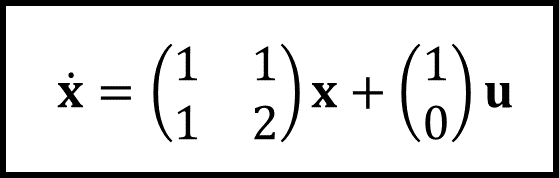 ẋ = (1 1; 1 2) x + (1; 0) u